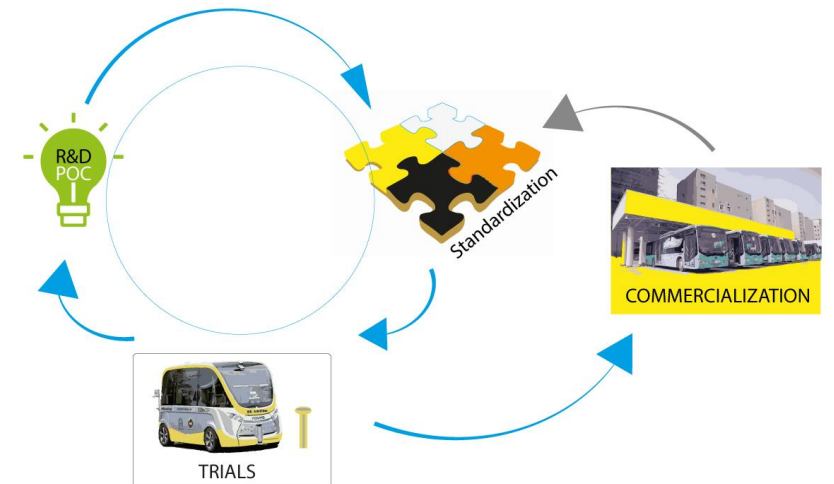 R&D
POC
Standardization
COMMERCIALIZATION
TRIALS